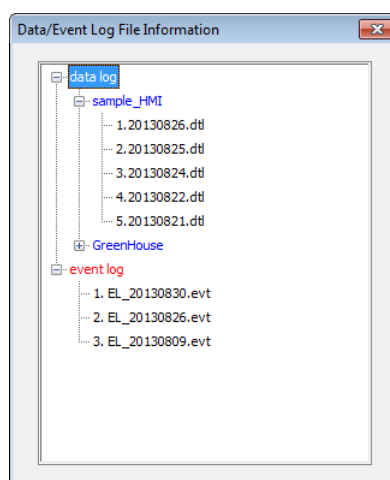 Data/Event Log File Information
data log
sample_HMI
1.20130826.dtl
2.20130825.dtl
3.20130824.dtl
4.20130822.dtl
5.20130821.dtl
GreenHouse
event log
1. EL_20130830.evt
2. EL_20130826.evt
3. EL_20130809.evt